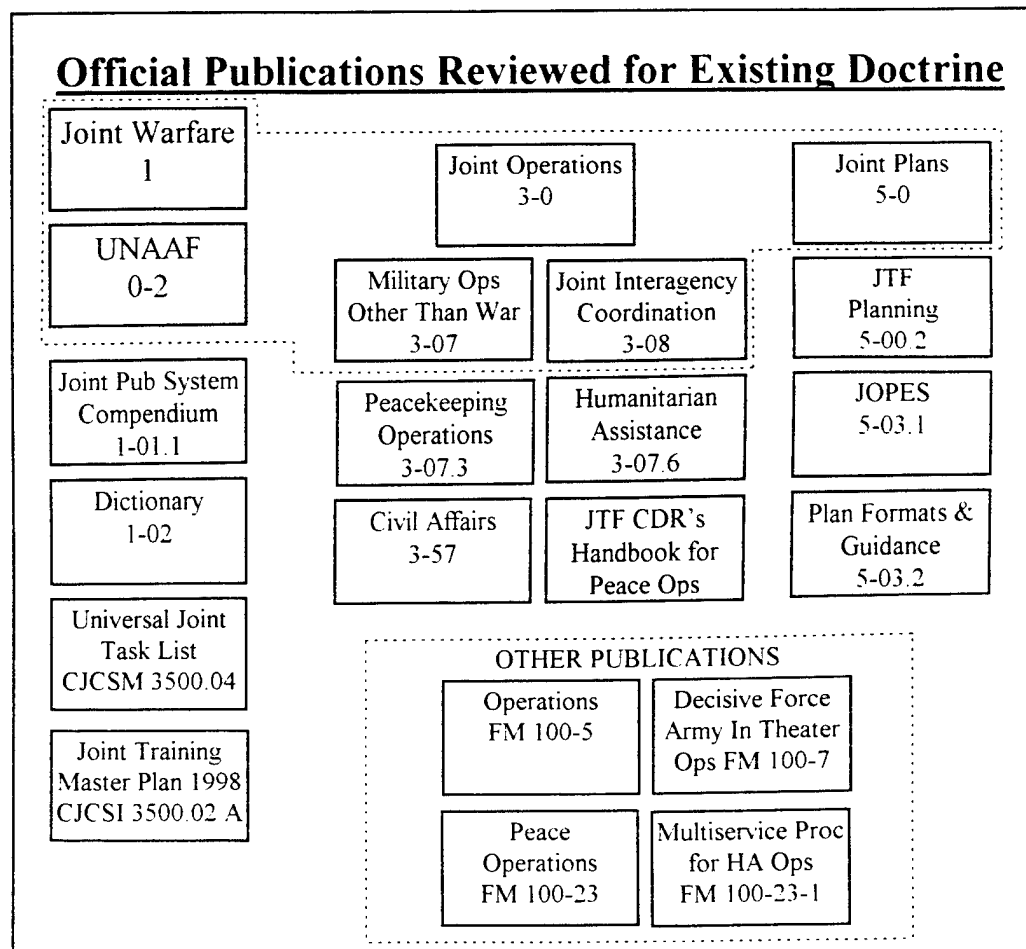 Official Publications Reviewed for Existing Doctrine
Joint Warfare
1
UNAAF
0-2
Joint Pub System
Compendium
1-01.1
Dictionary
1-02
Universal Joint
Task List
CJCSM 3500.04
Joint Training
Master Plan 1998
CJCSI 3500.02 A
Joint Operations
3-0
Military Ops
Other Than War
3-07
Joint Interagency
Coordination
3-08
Peacekeeping
Operations
3-07.3
Humanitarian
Assistance
3-07.6
Civil Affairs
3-57
JTF CDR's
Handbook for
Peace Ops
Joint Plans
5-0
JTF
Planning
5-00.2
JOPES
5-03.1
Plan Formats &
Guidance
5-03.2
OTHER PUBLICATIONS
Operations
FM 100-5
Decisive Force
Army In Theater
Ops FM 100-7
Peace
Operations
FM 100-23
Multiservice Proc
for HA Ops
FM 100-23-1